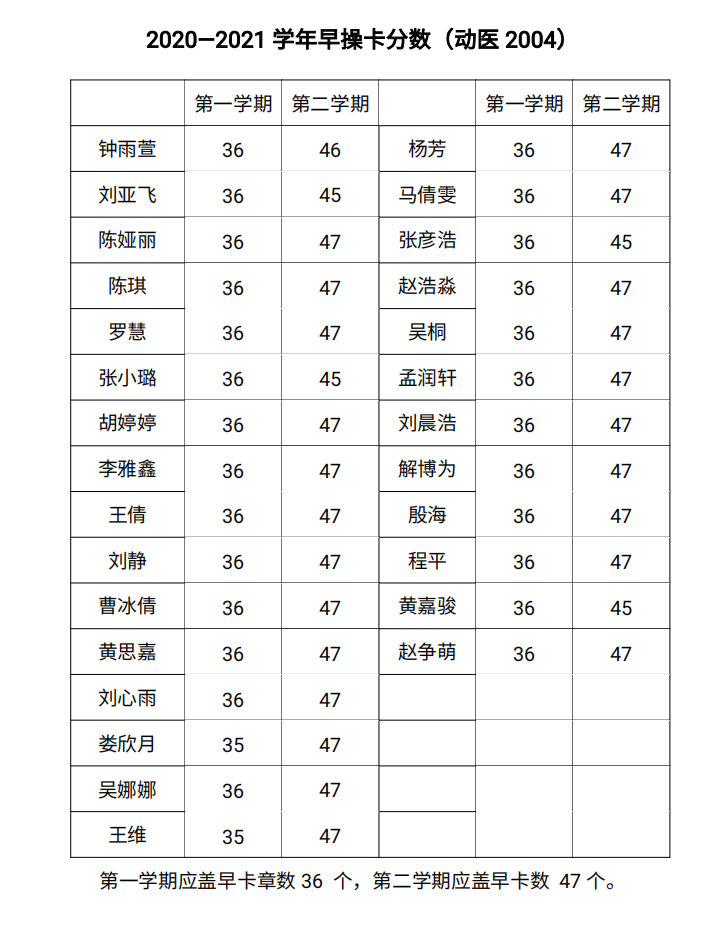 2020—2021 学年早操卡分数（动医 2004）
第一学期 第二学期 第一学期 第二学期
钟雨萱 36 46 杨芳 36 47
刘亚飞 36 45 马倩雯 36 47
陈娅丽 36 47 张彦浩 36 45
陈琪 36 47 赵浩淼 36 47
罗慧 36 47 吴桐 36 47
张小璐 36 45 孟润轩 36 47
胡婷婷 36 47 刘晨浩 36 47
李雅鑫 36 47 解博为 36 47
王倩 36 47 殷海 36 47
刘静 36 47 程平 36 47
曹冰倩 36 47 黄嘉骏 36 45
黄思嘉 36 47 赵争萌 36 47
刘心雨 36 47
娄欣月 35 47
吴娜娜 36 47
王维 35 47
第一学期应盖早卡章数 36 个，第二学期应盖早卡数 47 个。